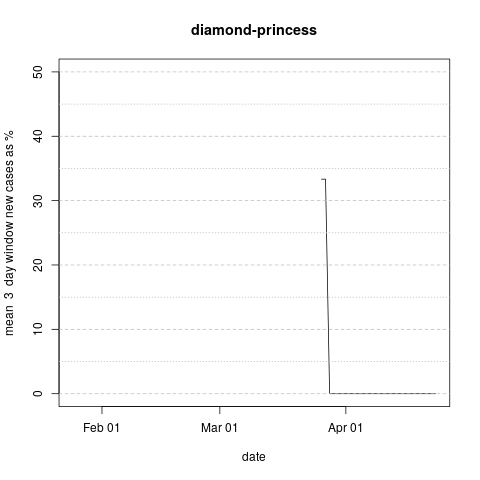 diamond-princess
mean  3  day window new cases as %
50
40
30
20
10
0
Feb 01
Mar 01
Apr 01
date